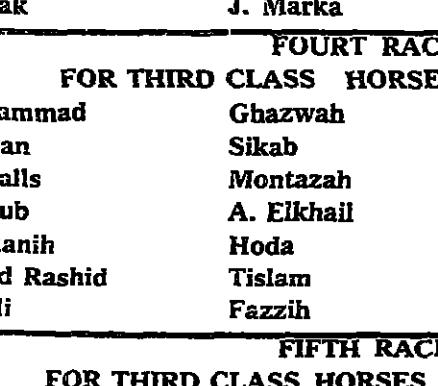 ak J. Marka
FOURT RAC
FOR THIRD CLASS HORSE
ammad Ghazwah
an Sikab
alls Montazah
ub A. Elkhail
anih Hoda
d Rashid Tislam
li Fazzih
FIFTH RAC
FOR THIRD CLASS HORSES